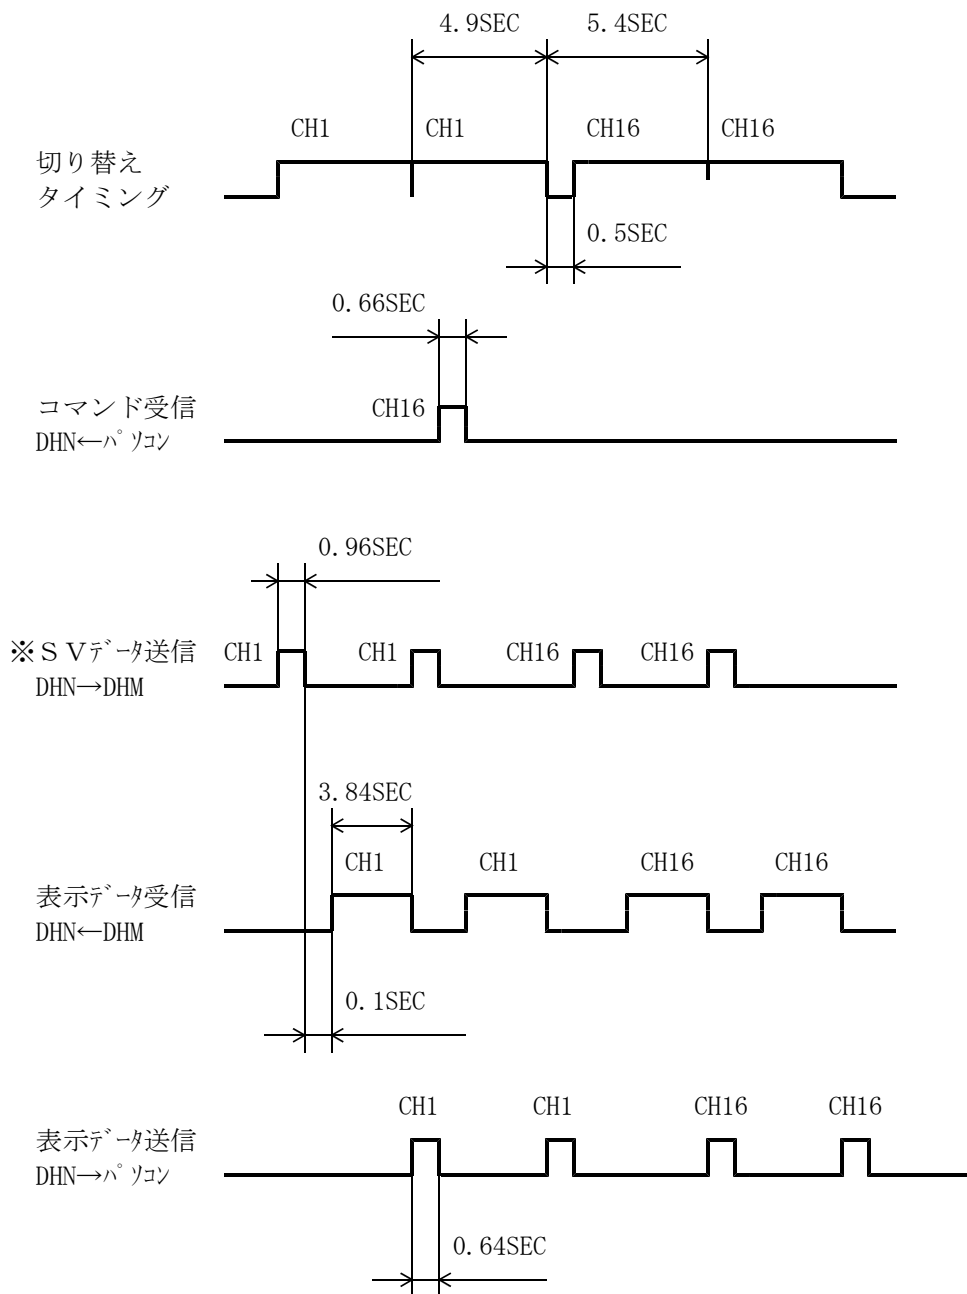 4.9SEC 5.4SEC
CH1 CH1 CH16 CH16
切り替え
タイミング
0.5SEC
0.66SEC
コマンド受信 CH16
DHN←パソコン
0.96SEC
※SVデータ送信 CH1 CH1 CH16 CH16
DHN→DHM
3.84SEC
CH1 CH1 CH16 CH16
表示データ受信
DHN←DHM
0.1SEC
CH1 CH1 CH16 CH16
表示データ送信
DHN→パソコン
0.64SEC